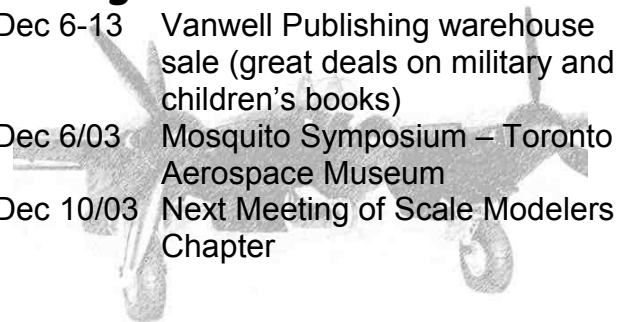 Dec 6-13 Vanwell Publishing warehouse
sale (great deals on military and
children's books)
Dec 6/03 Mosquito Symposium – Toronto
Aerospace Museum
Dec 10/03 Next Meeting of Scale Modelers
Chapter